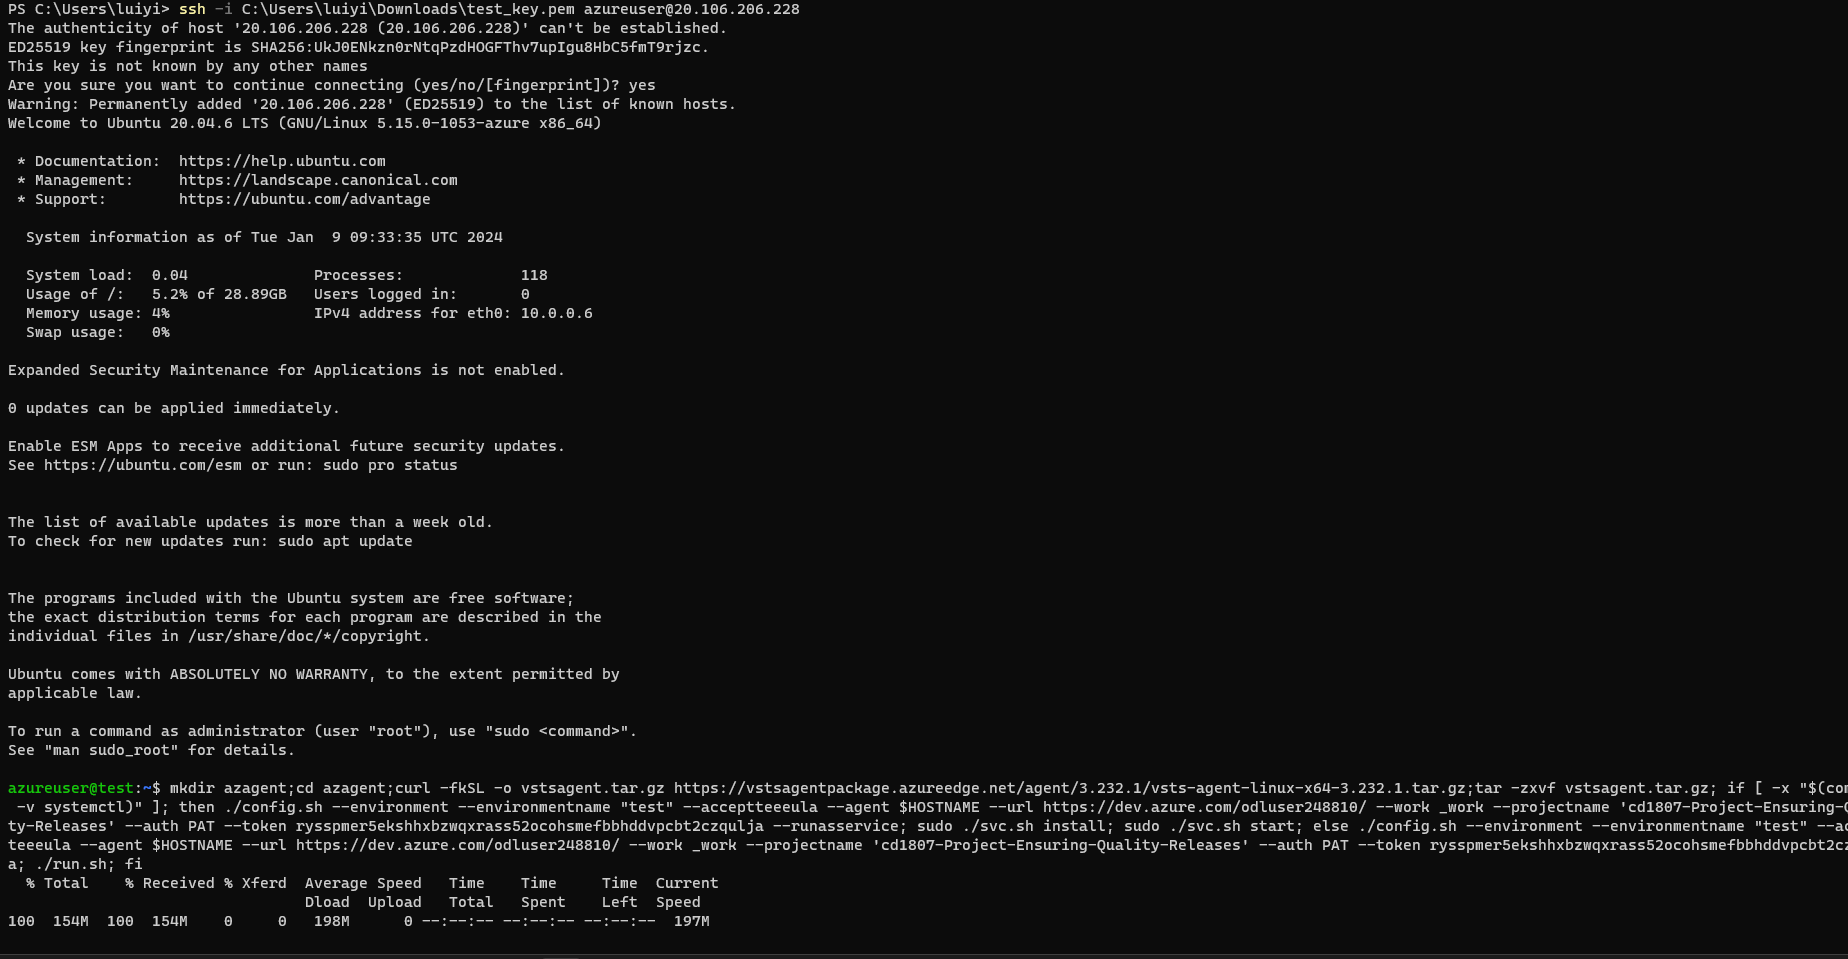 PS C:\Users\luiyi> ssh -i C:\Users\luiyi\Downloads\test_key.pem azureuser@20.106.206.228
The authenticity of host '20.106.206.228 (20.106.206.228)' can't be established.
ED25519 key fingerprint is SHA256:UkJ0ENkzn0rNtqPzdHOGFThv7upIgu8HbC5fmT9rjzc.
This key is not known by any other names
Are you sure you want to continue connecting (yes/no/[fingerprint])? yes
Warning: Permanently added '20.106.206.228' (ED25519) to the list of known hosts.
Welcome to Ubuntu 20.04.6 LTS (GNU/Linux 5.15.0-1053-azure x86_64)
* Documentation:  https://help.ubuntu.com
* Management:     https://landscape.canonical.com
* Support:        https://ubuntu.com/advantage
System information as of Tue Jan  9 09:33:35 UTC 2024
System load:  0.04              Processes:             118
Usage of /:   5.2% of 28.89GB   Users logged in:       0
Memory usage: 4%                IPv4 address for eth0: 10.0.0.6
Swap usage:   0%
Expanded Security Maintenance for Applications is not enabled.
0 updates can be applied immediately.
Enable ESM Apps to receive additional future security updates.
See https://ubuntu.com/esm or run: sudo pro status
The list of available updates is more than a week old.
To check for new updates run: sudo apt update
The programs included with the Ubuntu system are free software;
the exact distribution terms for each program are described in the
individual files in /usr/share/doc/*/copyright.
Ubuntu comes with ABSOLUTELY NO WARRANTY, to the extent permitted by
applicable law.
To run a command as administrator (user "root"), use "sudo <command>".
See "man sudo_root" for details.
azureuser@test:~$ mkdir azagent;cd azagent;curl -fkSL -o vstsagent.tar.gz https://vstsagentpackage.azureedge.net/agent/3.232.1/vsts-agent-linux-x64-3.232.1.tar.gz;tar -zxvf vstsagent.tar.gz; if [ -x "$(com
-v systemctl)" ]; then ./config.sh --environment --environmentname "test" --acceptteeeula --agent $HOSTNAME --url https://dev.azure.com/odluser248810/ --work _work --projectname 'cd1807-Project-Ensuring-Q
ty-Releases' --auth PAT --token rysspmer5ekshhxbzwqxrass52ocohsmefbbhddvpcbt2czqulja --runasservice; sudo ./svc.sh install; sudo ./svc.sh start; else ./config.sh --environment --environmentname "test" --ac
teeeula --agent $HOSTNAME --url https://dev.azure.com/odluser248810/ --work _work --projectname 'cd1807-Project-Ensuring-Quality-Releases' --auth PAT --token rysspmer5ekshhxbzwqxrass52ocohsmefbbhddvpcbt2cz
a; ./run.sh; fi
% Total    % Received % Xferd  Average Speed   Time    Time     Time  Current
Dload  Upload   Total   Spent    Left  Speed
100  154M  100  154M    0     0   198M      0 --:--:-- --:--:-- --:--:--  197M